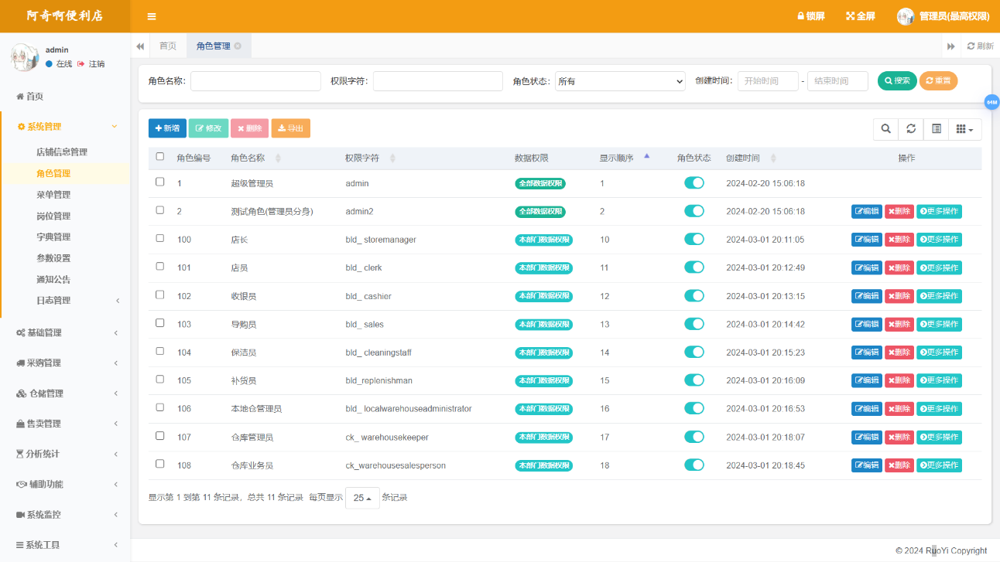 阿奇啊便利店
锁屏 全屏 管理员(最高权限)
admin
在线 注销
首页
系统管理
店铺信息管理
角色管理
菜单管理
岗位管理
字典管理
参数设置
通知公告
日志管理
基础管理
采购管理
仓储管理
售卖管理
分析统计
辅助功能
系统监控
系统工具
首页 角色管理 刷新
角色名称： 权限字符： 角色状态： 所有 创建时间： 开始时间 - 结束时间 搜索 重置
64M
新增 修改 删除 导出
角色编号 角色名称 权限字符 数据权限 显示顺序 角色状态 创建时间 操作
1 超级管理员 admin 全部数据权限 1 2024-02-20 15:06:18
2 测试角色(管理员分身) admin2 全部数据权限 2 2024-02-20 15:06:18 编辑 删除 更多操作
100 店长 bld_ storemanager 本部门数据权限 10 2024-03-01 20:11:05 编辑 删除 更多操作
101 店员 bld_ clerk 本部门数据权限 11 2024-03-01 20:12:49 编辑 删除 更多操作
102 收银员 bld_ cashier 本部门数据权限 12 2024-03-01 20:13:15 编辑 删除 更多操作
103 导购员 bld_ sales 本部门数据权限 13 2024-03-01 20:14:42 编辑 删除 更多操作
104 保洁员 bld_ cleaningstaff 本部门数据权限 14 2024-03-01 20:15:23 编辑 删除 更多操作
105 补货员 bld_replenishman 本部门数据权限 15 2024-03-01 20:16:09 编辑 删除 更多操作
106 本地仓管理员 bld_ localwarehouseadministrator 本部门数据权限 16 2024-03-01 20:16:53 编辑 删除 更多操作
107 仓库管理员 ck_ warehousekeeper 本部门数据权限 17 2024-03-01 20:18:07 编辑 删除 更多操作
108 仓库业务员 ck_warehousesalesperson 本部门数据权限 18 2024-03-01 20:18:45 编辑 删除 更多操作
显示第 1 到第 11 条记录，总共 11 条记录 每页显示 25 条记录
© 2024 RuoYi Copyright